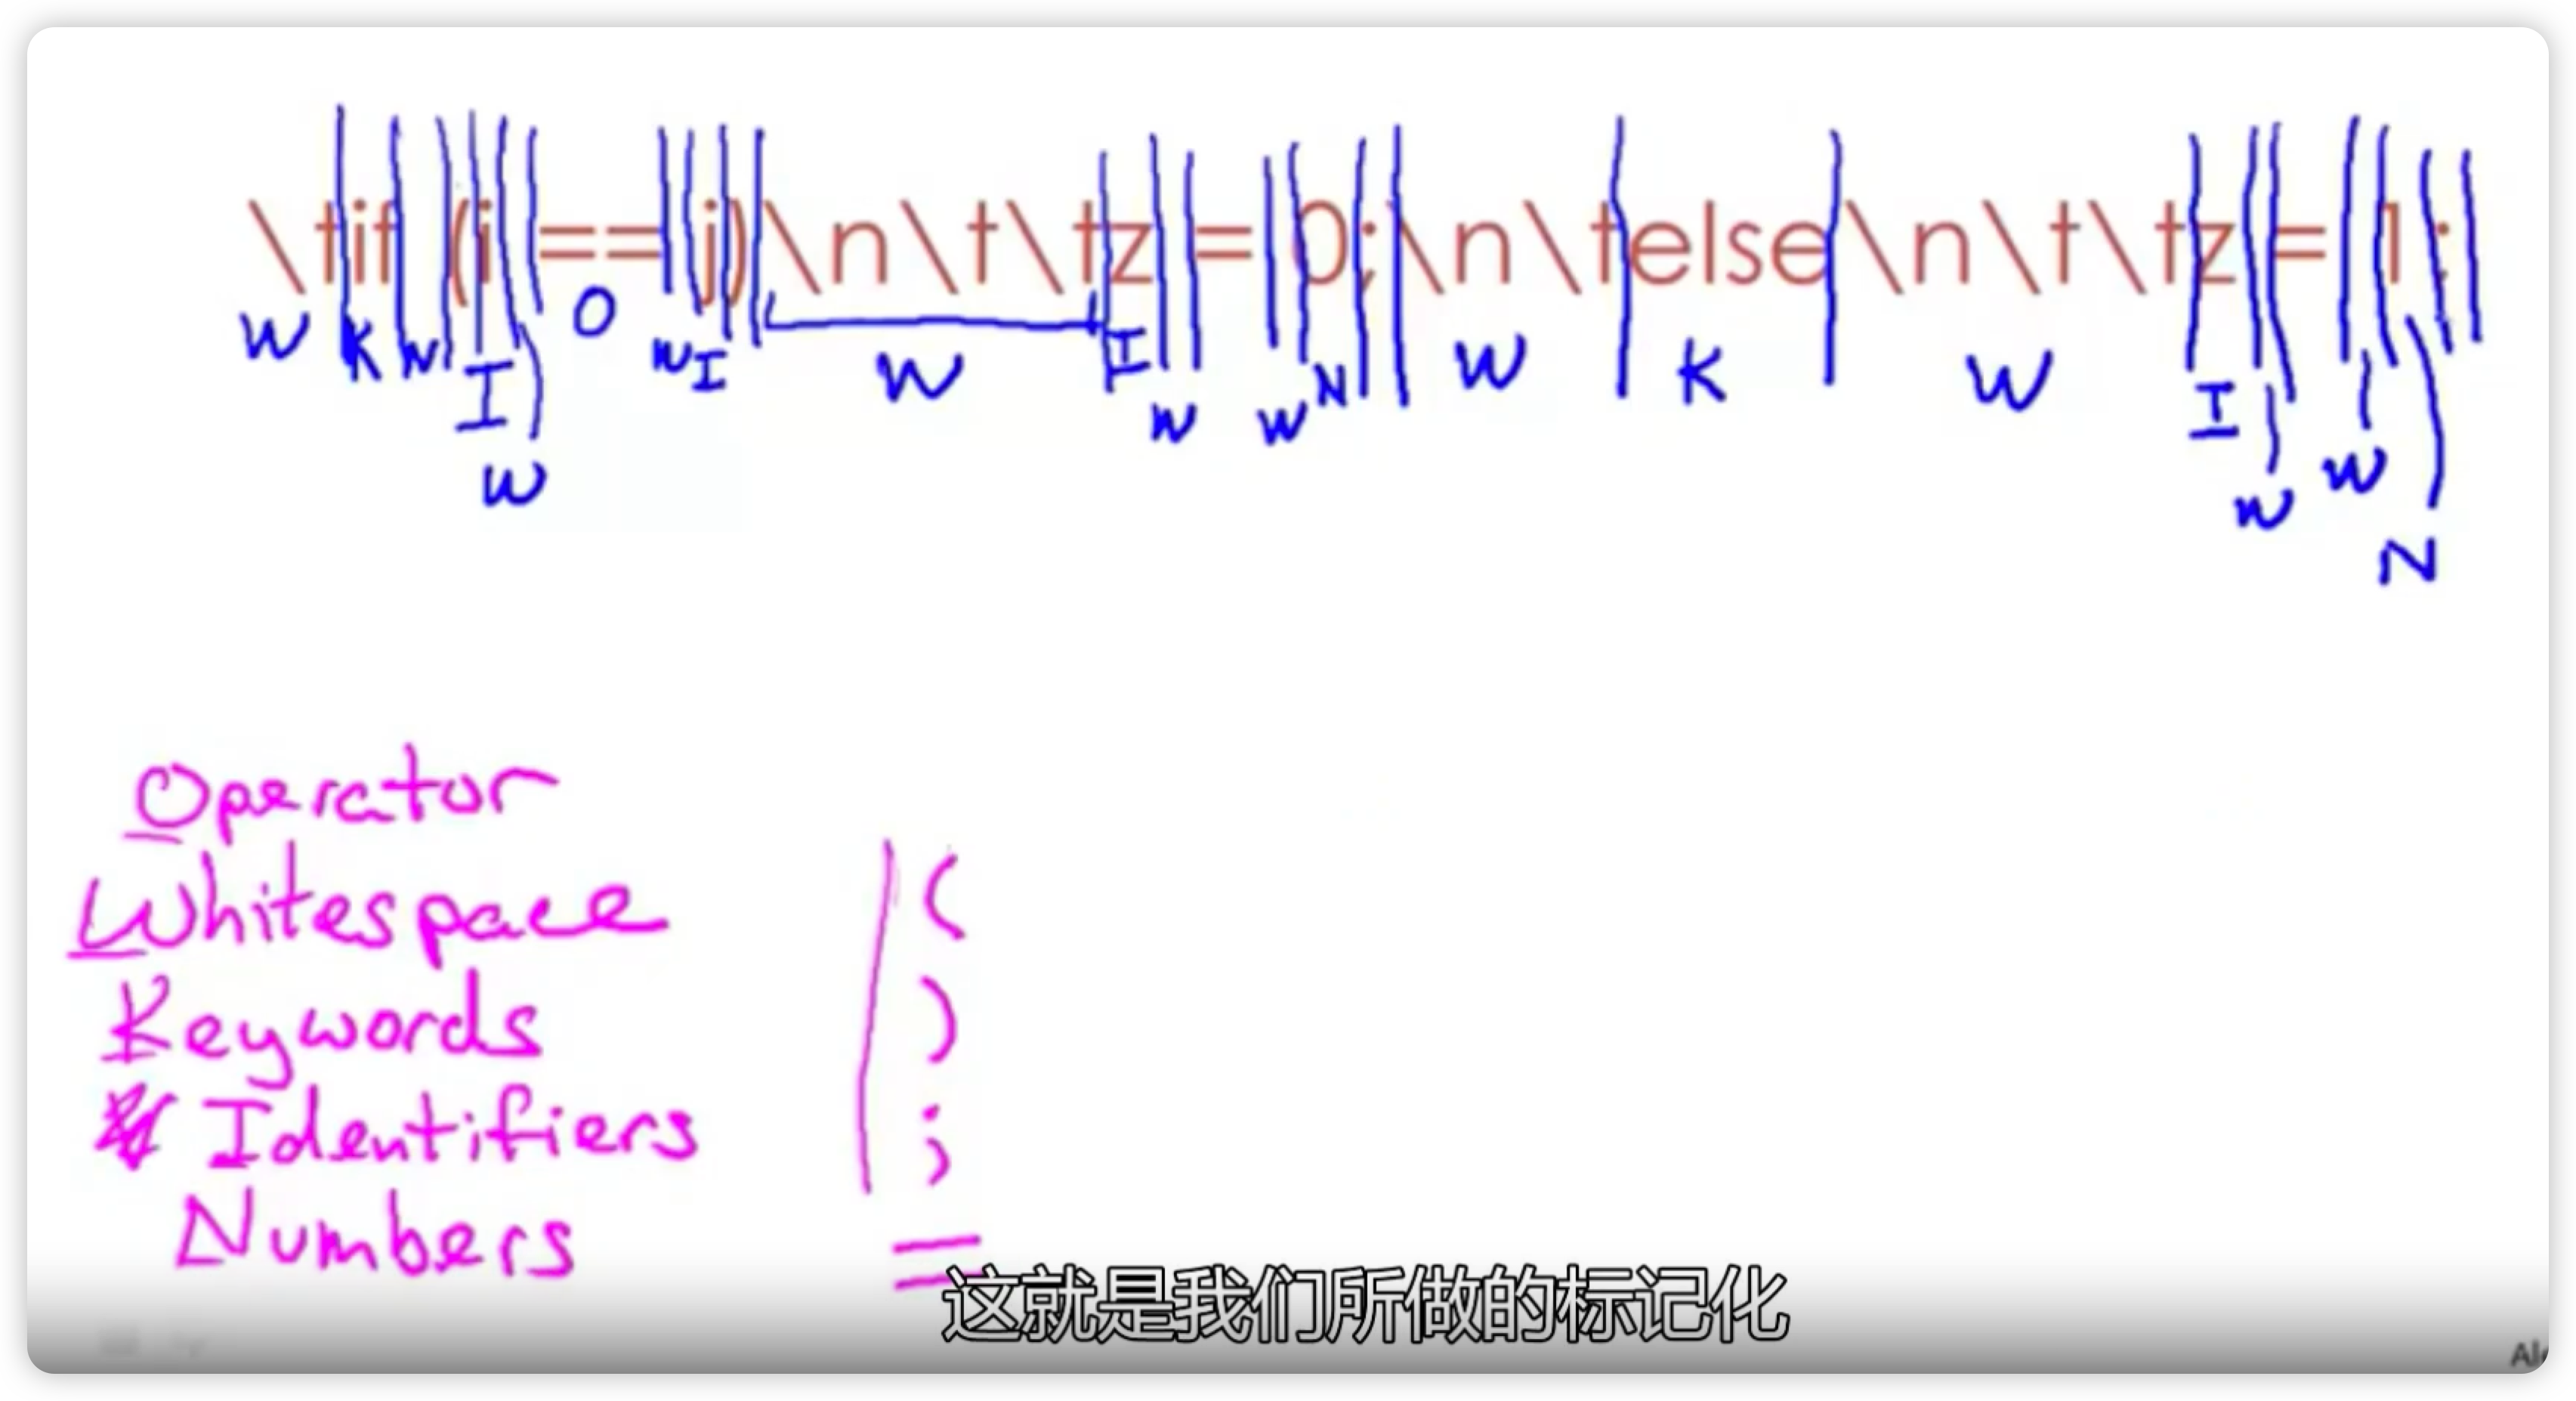 \tif (i == j)\n\t\tz = 0;\n\telse\n\t\tz = 1;
W K W I O W I W I N W K W I
W W W W
W N
Operator
Whitespace (
Keywords )
Identifiers ;
Numbers =
这就是我们所做的标记化